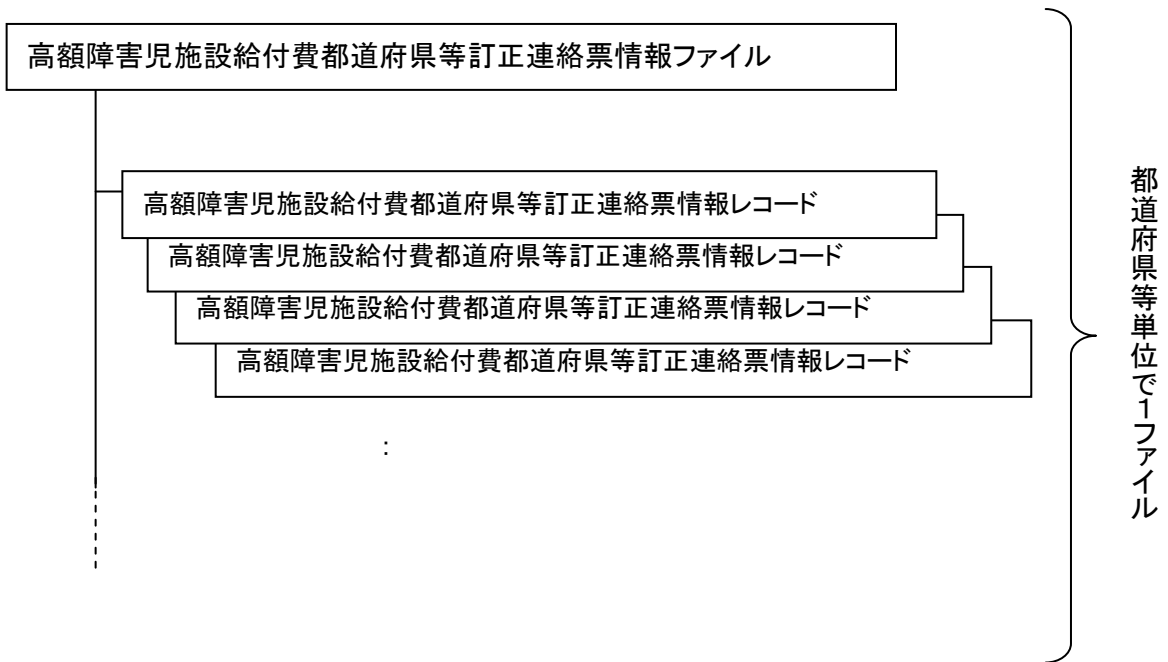 高額障害児施設給付費都道府県等訂正連絡票情報ファイル
高額障害児施設給付費都道府県等訂正連絡票情報レコード
高額障害児施設給付費都道府県等訂正連絡票情報レコード
高額障害児施設給付費都道府県等訂正連絡票情報レコード
高額障害児施設給付費都道府県等訂正連絡票情報レコード
:
都道府県等単位で1ファイル